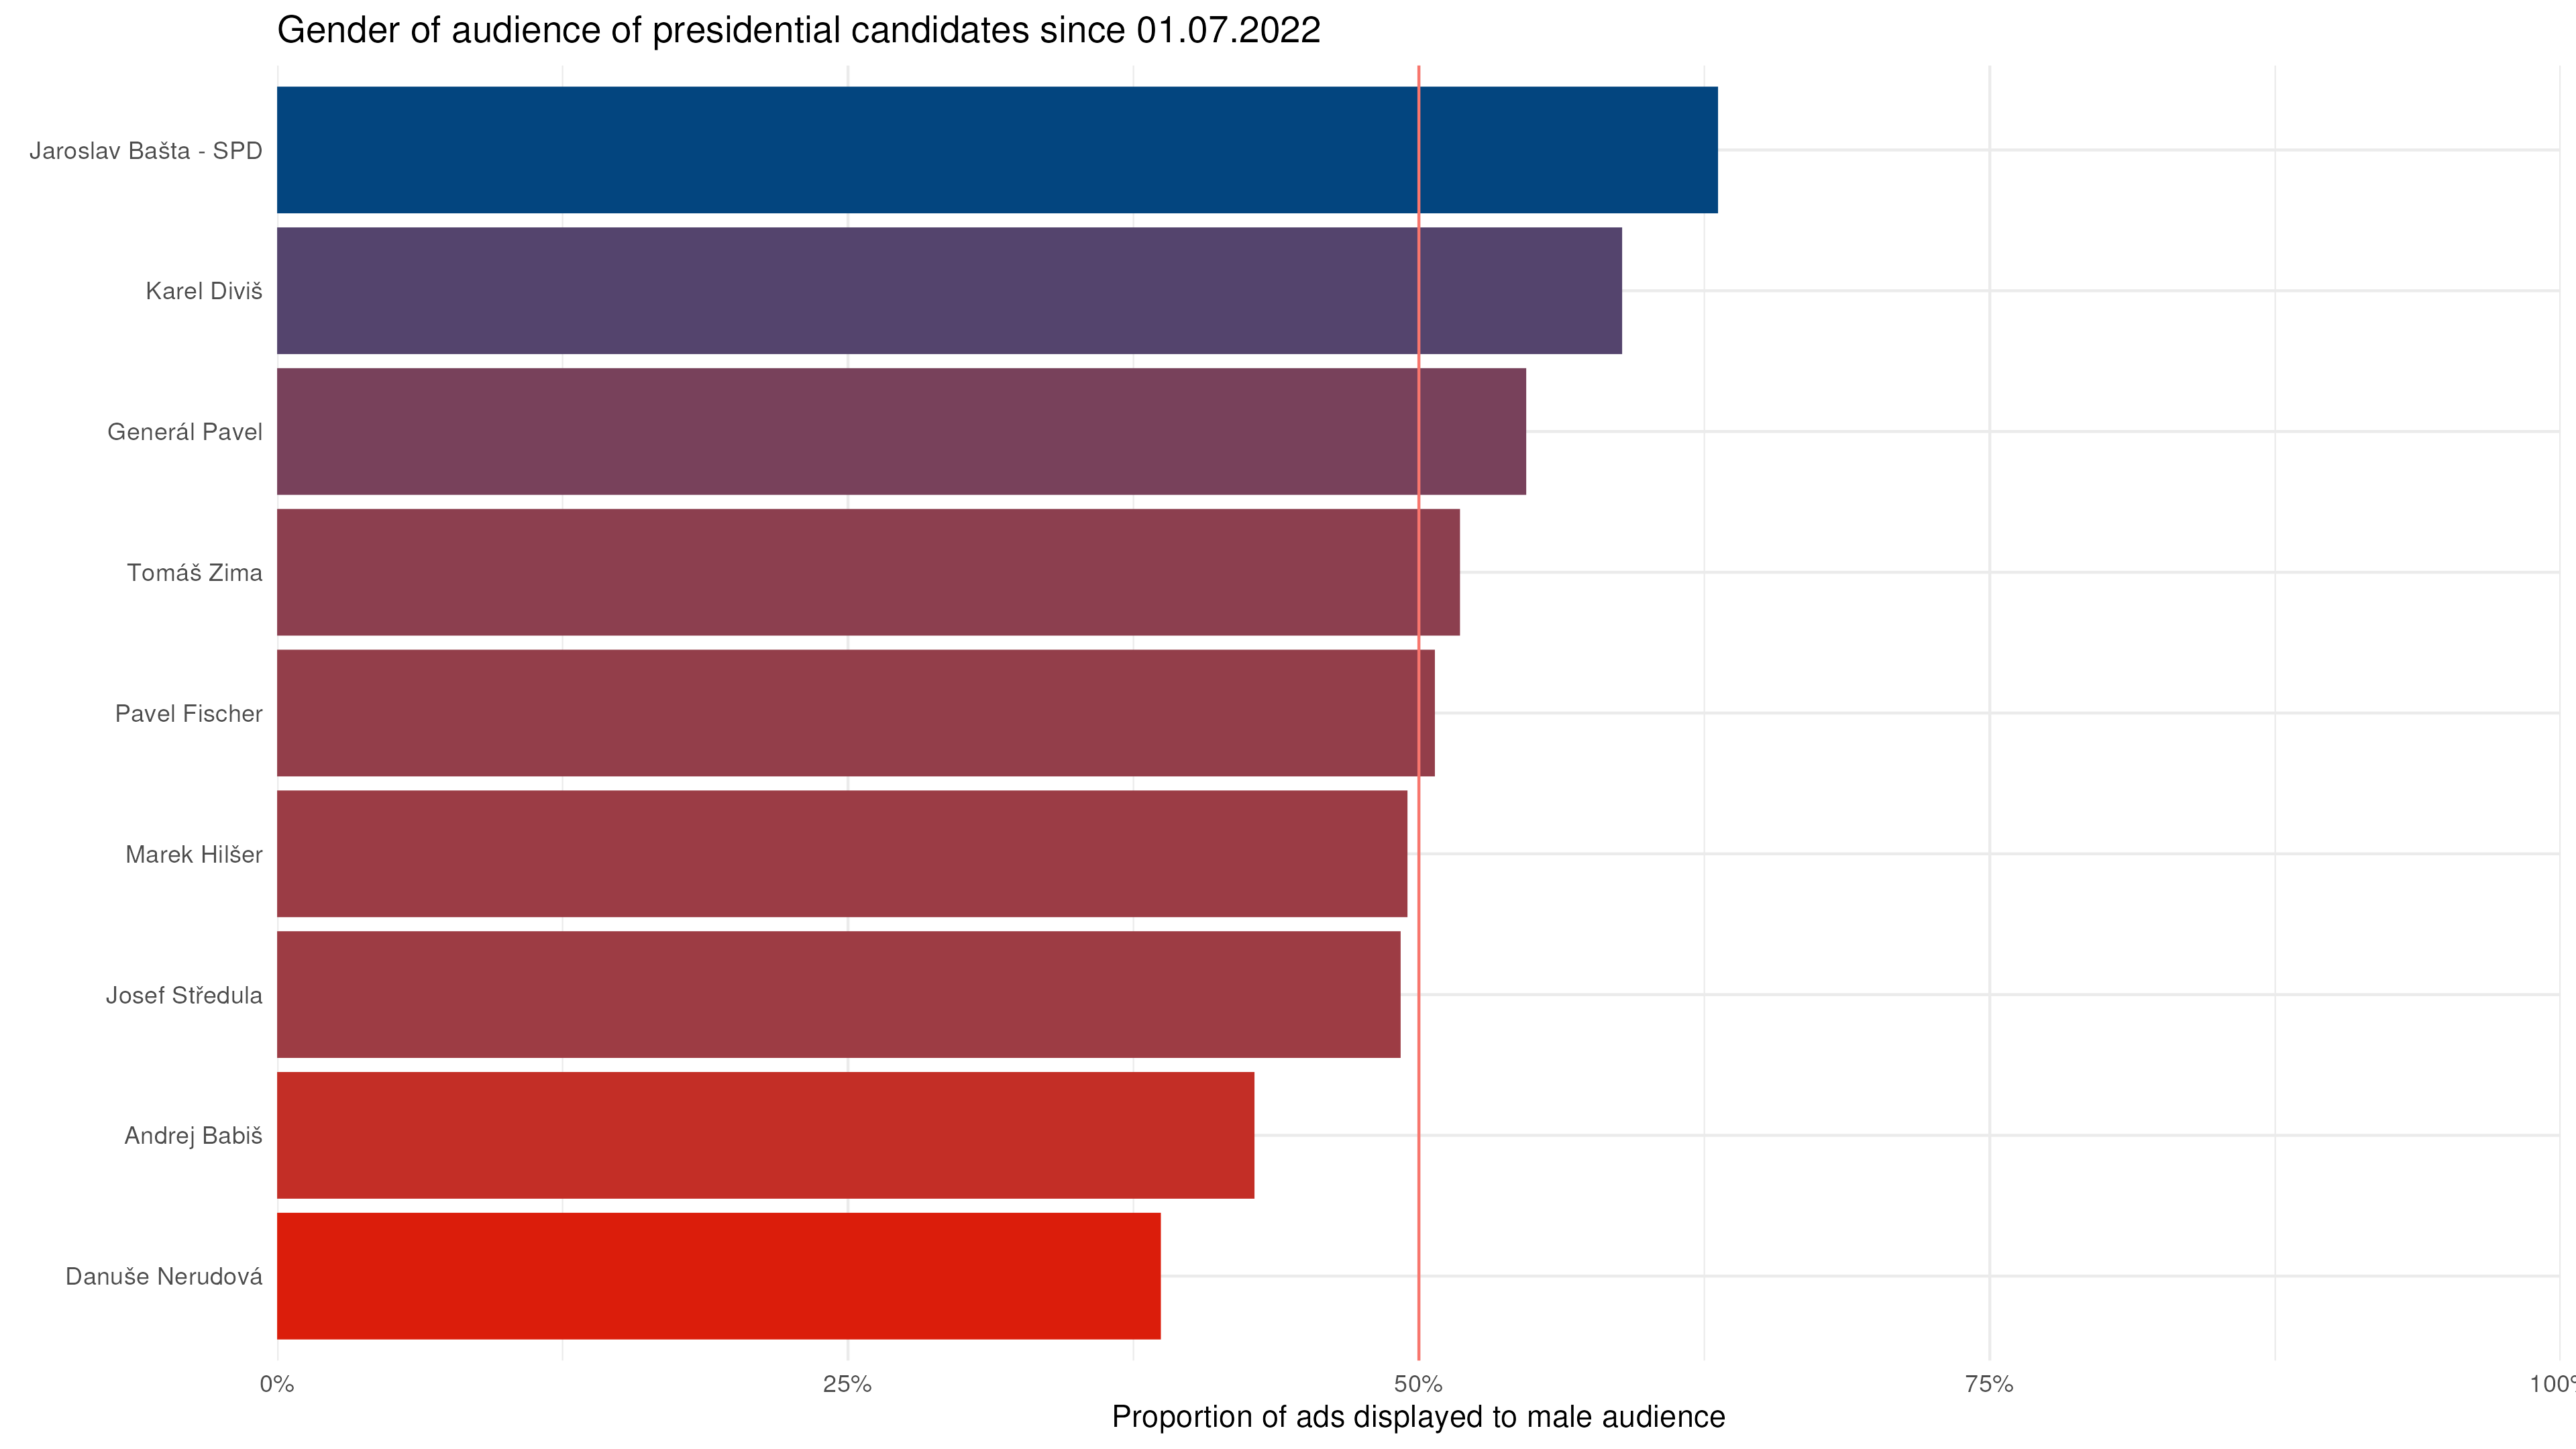 Gender of audience of presidential candidates since 01.07.2022
Jaroslav Bašta - SPD
Karel Diviš
Generál Pavel
Tomáš Zima
Pavel Fischer
Marek Hilšer
Josef Středula
Andrej Babiš
Danuše Nerudová
0% 25% 50% 75% 100%
Proportion of ads displayed to male audience